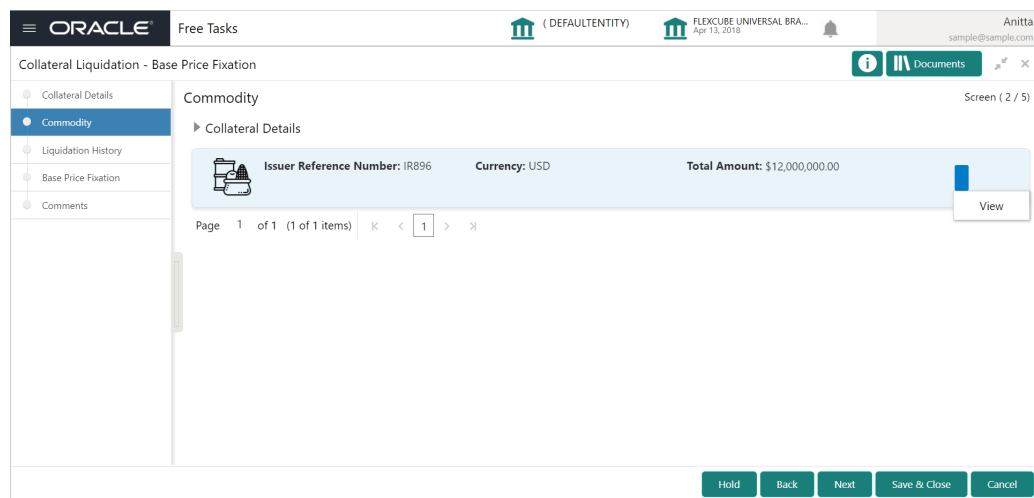 ORACLE®
Free Tasks
( DEFAULTENTITY)
FLEXCUBE UNIVERSAL BRA...
Apr 13, 2018
Anitta
sample@sample.com
Collateral Liquidation - Base Price Fixation
Documents
Collateral Details
Commodity
Liquidation History
Base Price Fixation
Comments
Commodity
Screen ( 2 / 5)
Collateral Details
Issuer Reference Number: IR896 Currency: USD Total Amount: $12,000,000.00
View
Page 1 of 1 (1 of 1 items) 1
Hold Back Next Save & Close Cancel